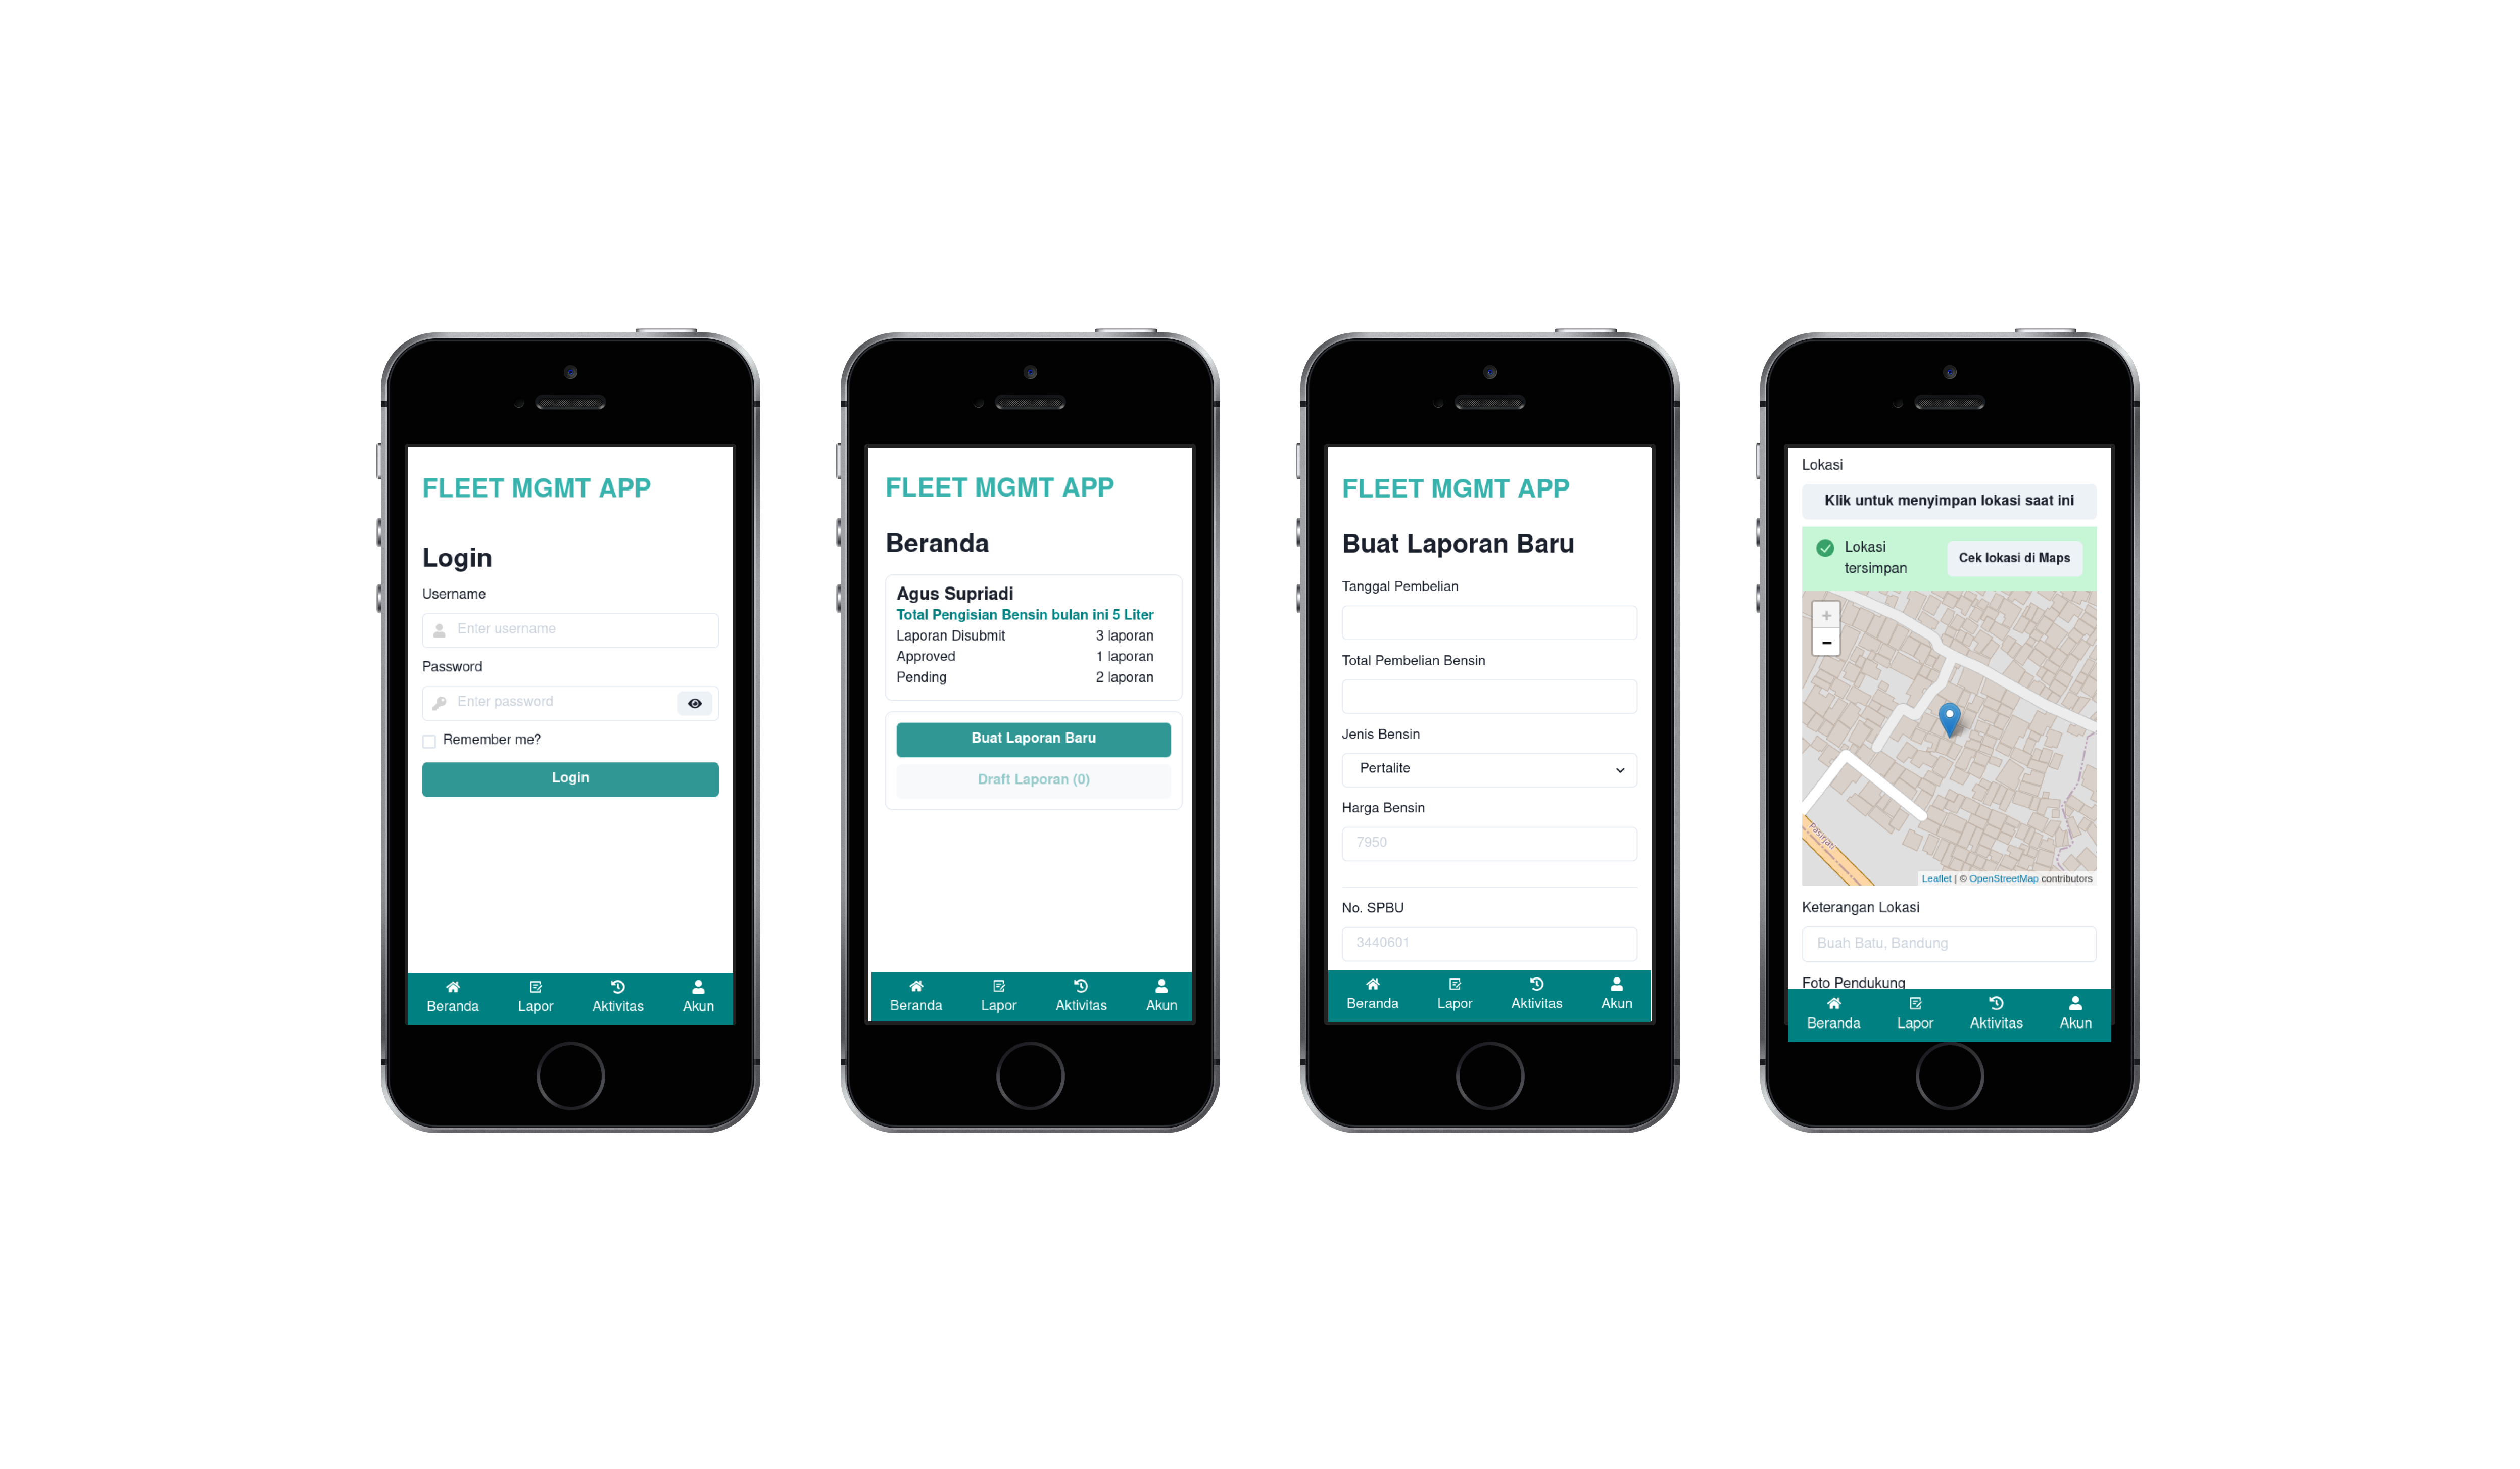 FLEET MGMT APP
Login
Username
Enter username
Password
Enter password
Remember me?
Login
Beranda Lapor Aktivitas Akun
FLEET MGMT APP
Beranda
Agus Supriadi
Total Pengisian Bensin bulan ini 5 Liter
Laporan Disubmit 3 laporan
Approved 1 laporan
Pending 2 laporan
Buat Laporan Baru
Draft Laporan (0)
Beranda Lapor Aktivitas Akun
FLEET MGMT APP
Buat Laporan Baru
Tanggal Pembelian
Total Pembelian Bensin
Jenis Bensin
Pertalite
Harga Bensin
7950
No. SPBU
3440601
Beranda Lapor Aktivitas Akun
Lokasi
Klik untuk menyimpan lokasi saat ini
Lokasi
tersimpan
Cek lokasi di Maps
+
−
Pasirjati
Leaflet | © OpenStreetMap contributors
Keterangan Lokasi
Buah Batu, Bandung
Foto Pendukung
Beranda Lapor Aktivitas Akun